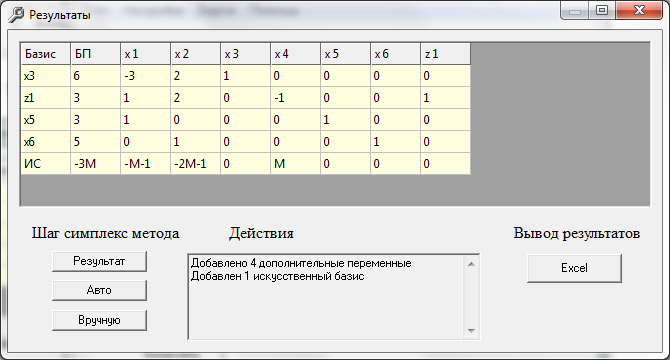 Результаты
Базис БП x 1 x 2 x 3 x 4 x 5 x 6 z 1
x3 6 -3 2 1 0 0 0 0
z1 3 1 2 0 -1 0 0 1
x5 3 1 0 0 0 1 0 0
x6 5 0 1 0 0 0 1 0
ИС -3M -M-1 -2M-1 0 M 0 0 0
Шаг симплекс метода Действия Вывод результатов
Результат
Авто
Вручную
Добавлено 4 дополнительные переменные
Добавлен 1 искусственный базис
Excel